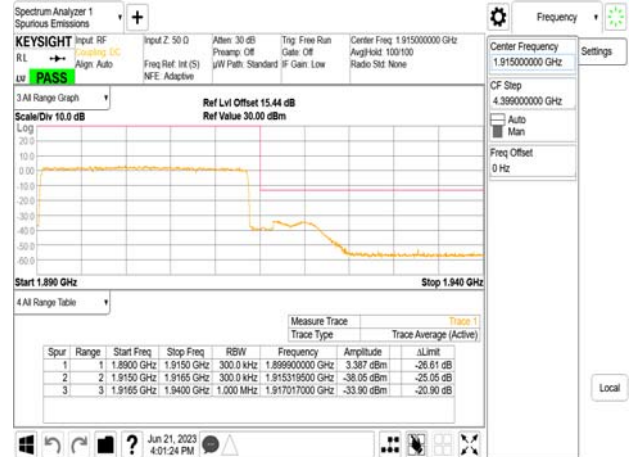 Spectrum Analyzer 1
Spurious Emissions
Frequency
KEYSIGHT
RL
PASS
Input: RF
Coupling: DC
Align: Auto
Input Z: 50 Ω
Freq Ref: Int (S)
NFE: Adaptive
Atten: 30 dB
Preamp: Off
µW Path: Standard
Trig: Free Run
Gate: Off
IF Gain: Low
Center Freq: 1.915000000 GHz
Avg|Hold: 100/100
Radio Std: None
Center Frequency
1.915000000 GHz
Settings
CF Step
4.399000000 GHz
Auto
Man
Freq Offset
0 Hz
3 All Range Graph
Scale/Div 10.0 dB
Ref Lvl Offset 15.44 dB
Ref Value 30.00 dBm
Log
20.0
10.0
0.00
-10.0
-20.0
-30.0
-40.0
-50.0
-60.0
Start 1.890 GHz
Stop 1.940 GHz
4 All Range Table
Measure Trace Trace 1
Trace Type Trace Average (Active)
Spur Range Start Freq Stop Freq RBW Frequency Amplitude ΔLimit
1 1 1.8900 GHz 1.9150 GHz 300.0 kHz 1.899900000 GHz 3.387 dBm -26.61 dB
2 2 1.9150 GHz 1.9165 GHz 300.0 kHz 1.915319500 GHz -38.05 dBm -25.05 dB
3 3 1.9165 GHz 1.9400 GHz 1.000 MHz 1.917017000 GHz -33.90 dBm -20.90 dB
Local
?
Jun 21, 2023
4:01:24 PM